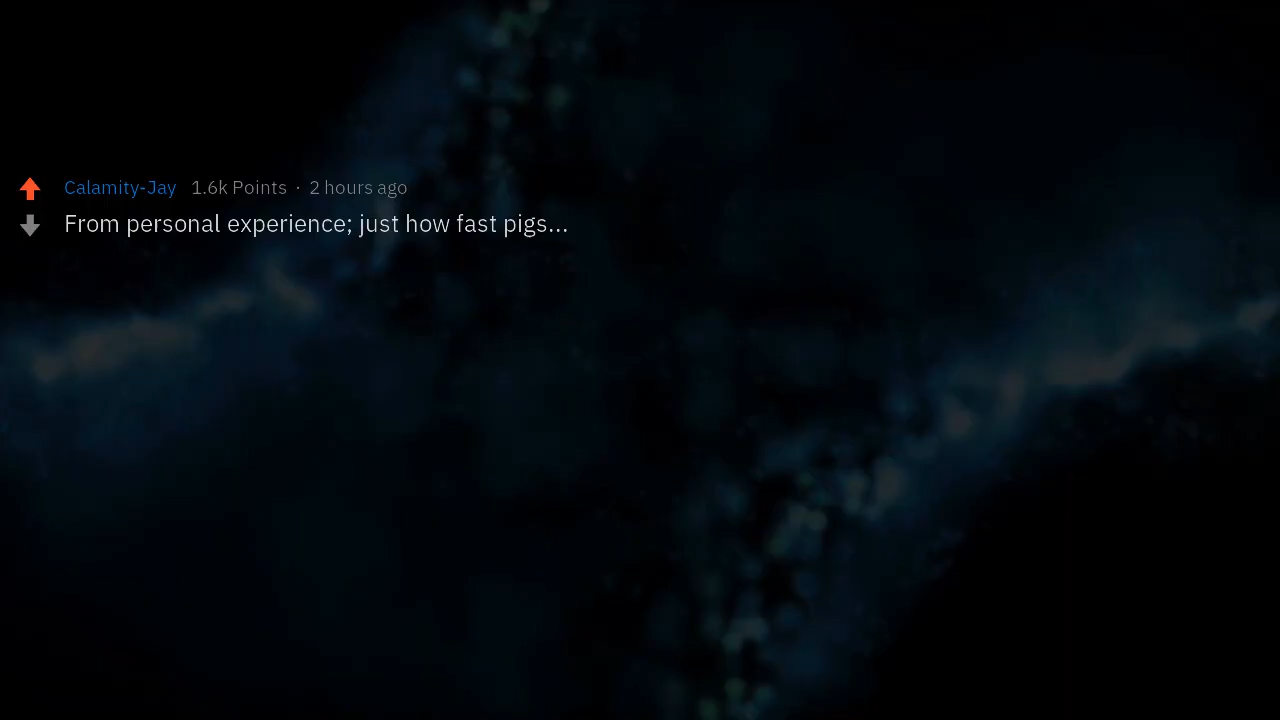 Calamity-Jay 1.6k Points · 2 hours ago
From personal experience; just how fast pigs...